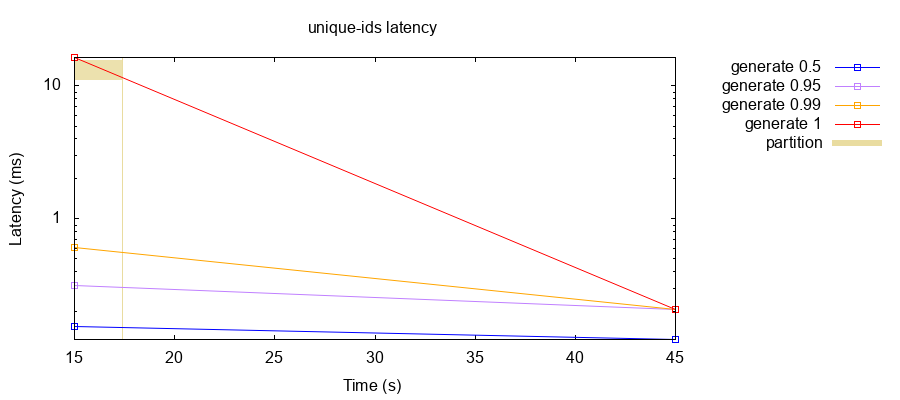 unique-ids latency
generate 0.5
generate 0.95
generate 0.99
generate 1
partition
Latency (ms)
10
1
15 20 25 30 35 40 45
Time (s)